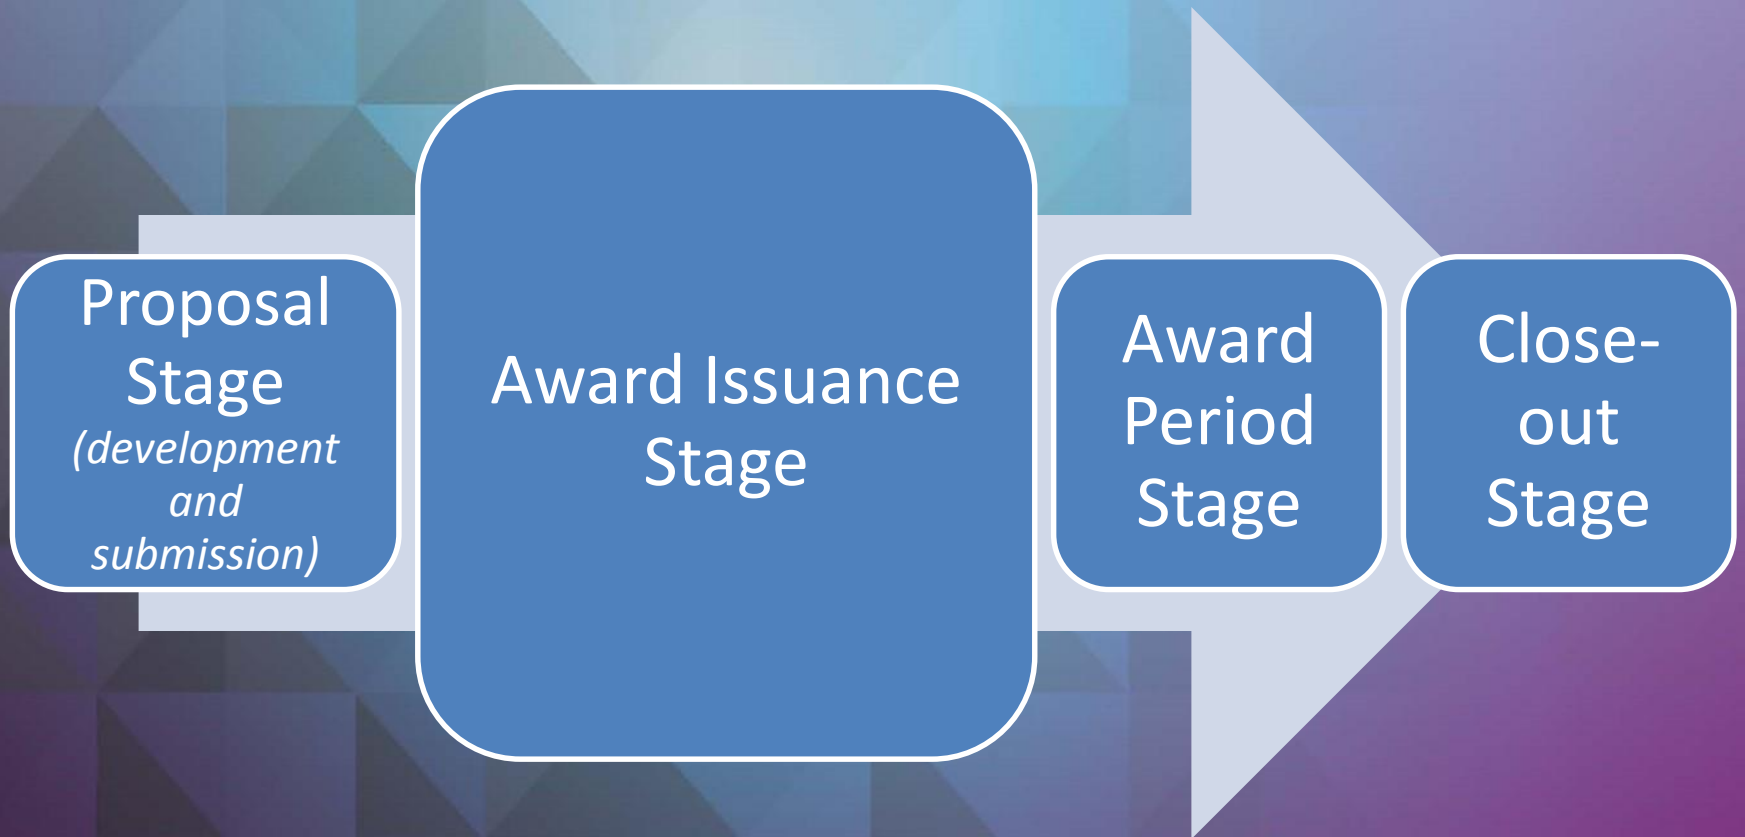 Proposal
Stage
(development
and
submission)
Award Issuance
Stage
Award
Period
Stage
Close-
out
Stage